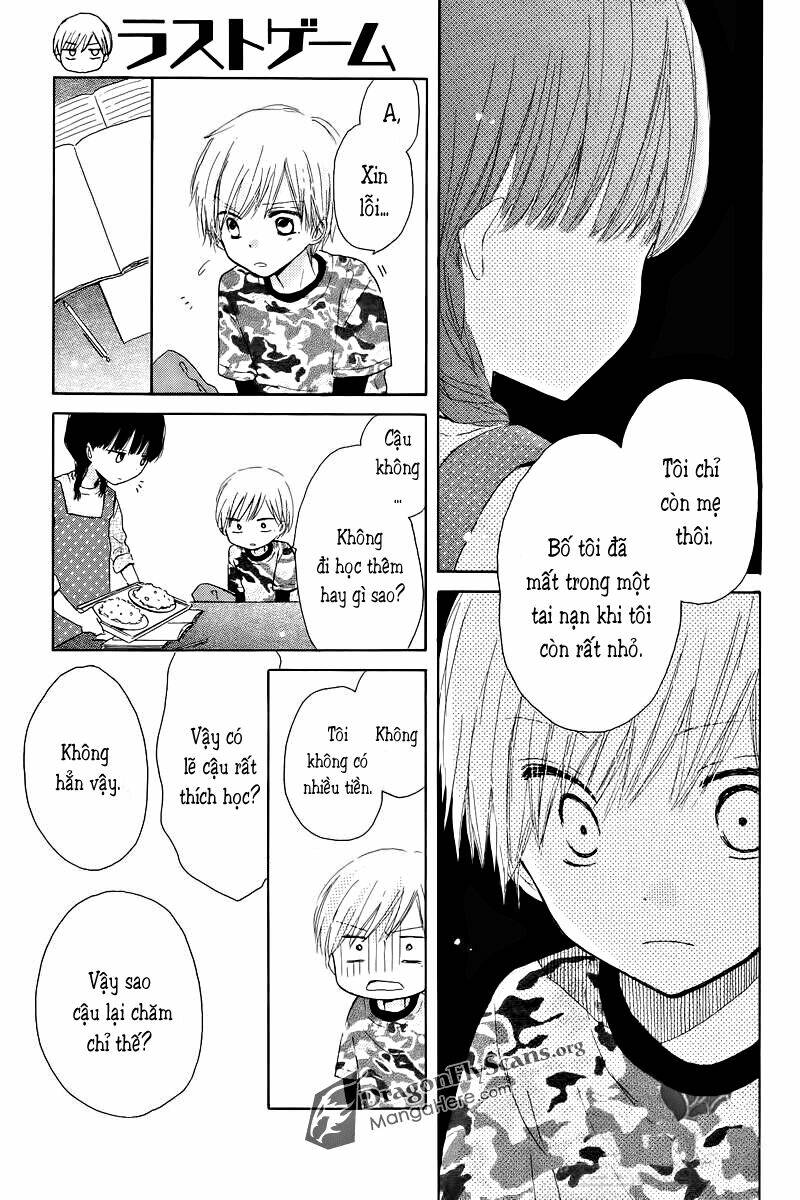 ラストゲーム
Tôi chỉ
còn mẹ
thôi.
Bố tôi đã
mất trong một
tai nạn khi tôi
còn rất nhỏ.
A,
Xin
lỗi...
Cậu
không
...
Không
đi học thêm
hay gì sao?
Không
Tôi
không có
nhiều tiền.
Vậy có
lẽ cậu rất
thích học?
Không
hẳn vậy.
Vậy sao
cậu lại chăm
chỉ thế?
DragonFlyScans.org
MangaHere.com